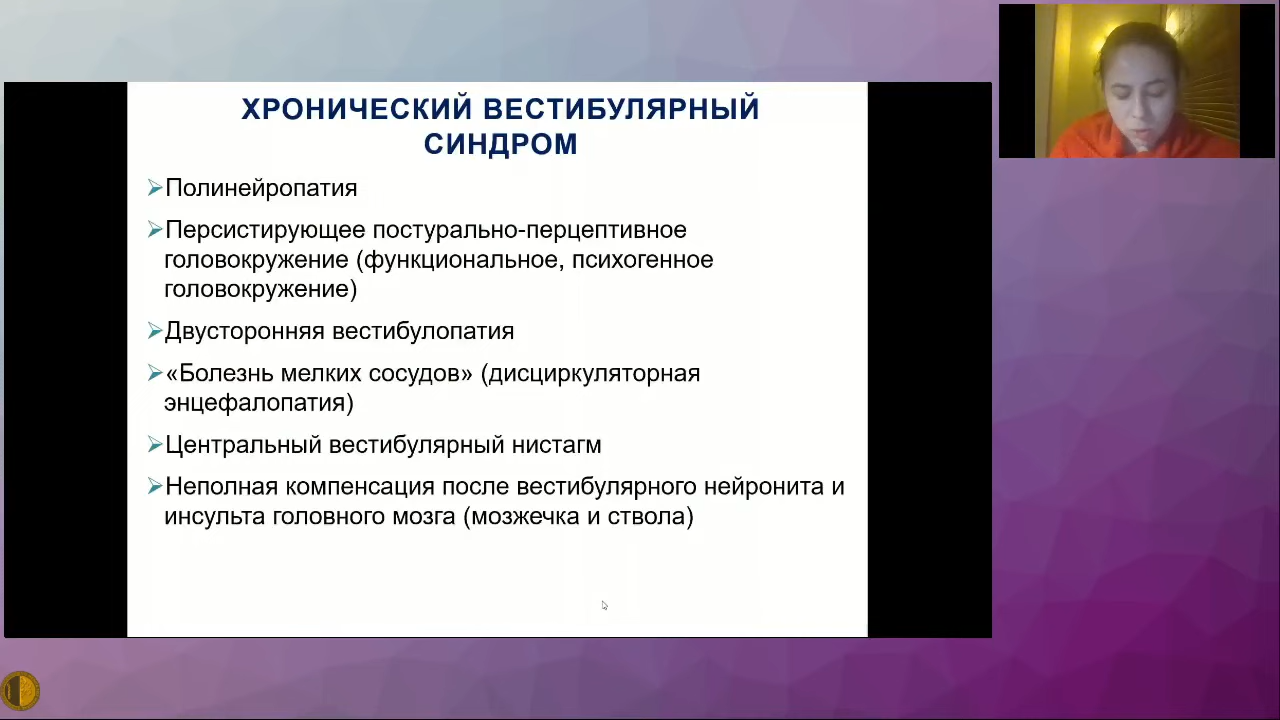 ХРОНИЧЕСКИЙ ВЕСТИБУЛЯРНЫЙ
СИНДРОМ
Полинейропатия
Персистирующее постурально-перцептивное
головокружение (функциональное, психогенное
головокружение)
Двусторонняя вестибулопатия
«Болезнь мелких сосудов» (дисциркуляторная
энцефалопатия)
Центральный вестибулярный нистагм
Неполная компенсация после вестибулярного нейронита и
инсульта головного мозга (мозжечка и ствола)